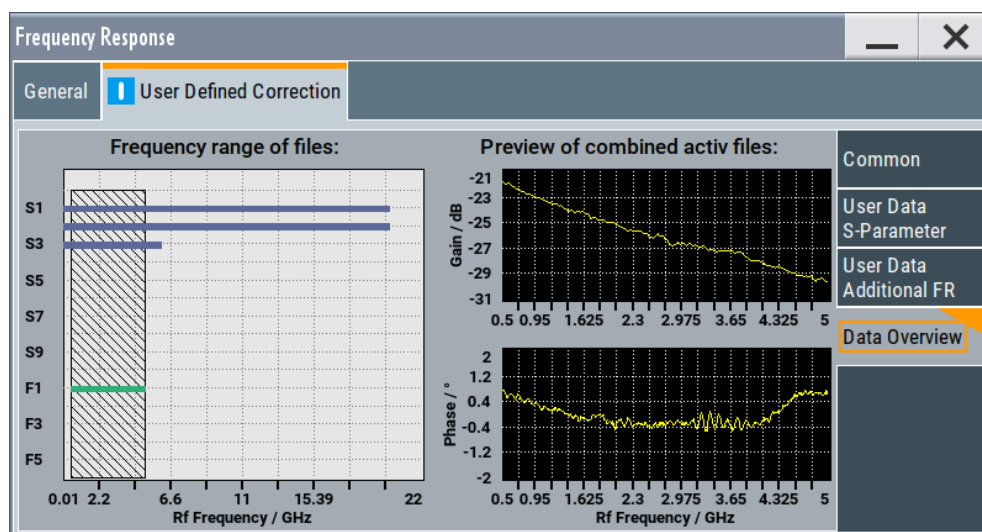 Frequency Response
General
User Defined Correction
Frequency range of files:
S1
S3
S5
S7
S9
F1
F3
F5
0.01 2.2 6.6 11 15.39 22
Rf Frequency / GHz
Preview of combined activ files:
Gain / dB
-21
-23
-25
-27
-29
-31
0.5 0.95 1.625 2.3 2.975 3.65 4.325 5
Phase / °
2
1.2
0.4
-0.4
-1.2
-2
0.5 0.95 1.625 2.3 2.975 3.65 4.325 5
Rf Frequency / GHz
Common
User Data
S-Parameter
User Data
Additional FR
Data Overview